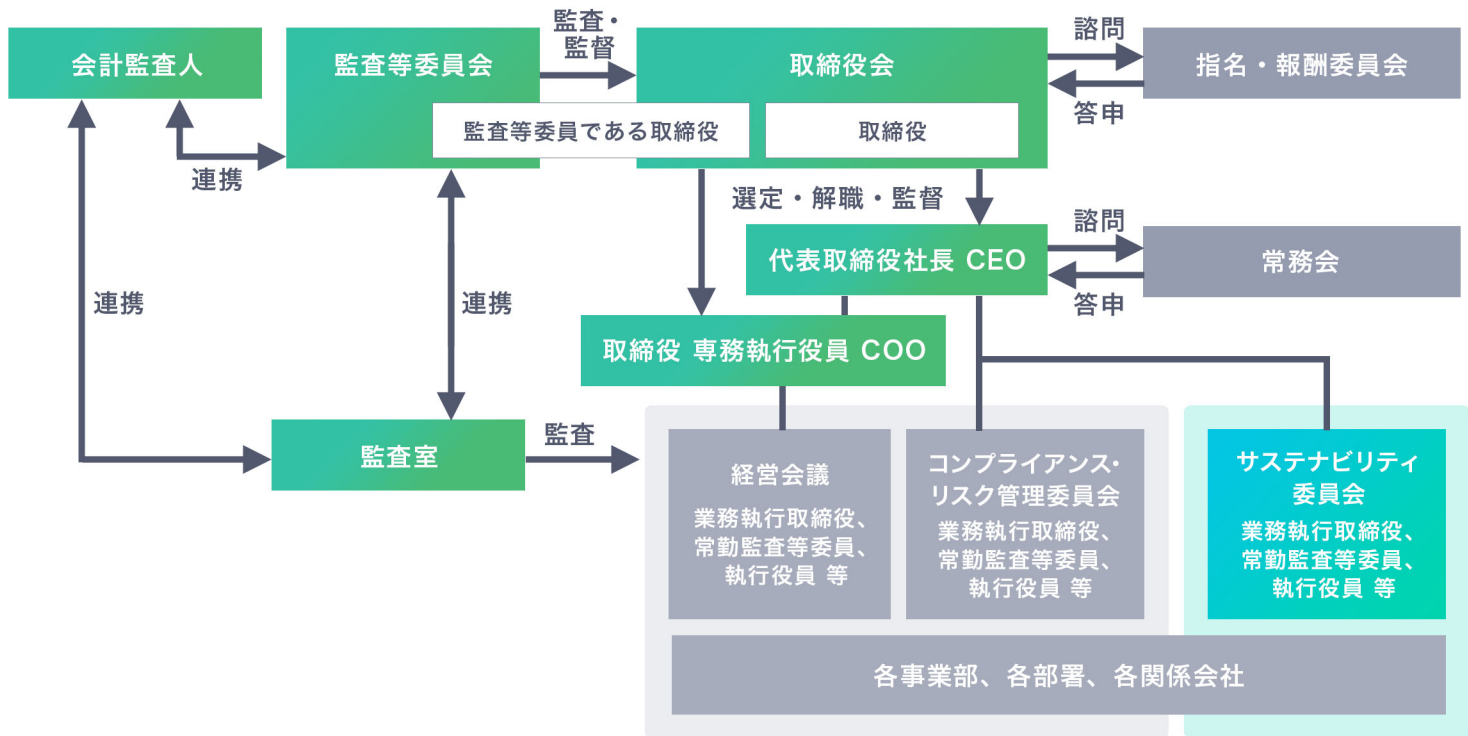 会計監査人
監査等委員会
監査・
監督
取締役会
諮問
答申
指名・報酬委員会
監査等委員である取締役
取締役
連携
選定・解職・監督
代表取締役社長 CEO
諮問
答申
常務会
連携
連携
取締役 専務執行役員 COO
監査室
監査
経営会議
業務執行取締役、
常勤監査等委員、
執行役員 等
コンプライアンス・
リスク管理委員会
業務執行取締役、
常勤監査等委員、
執行役員 等
サステナビリティ
委員会
業務執行取締役、
常勤監査等委員、
執行役員 等
各事業部、各部署、各関係会社